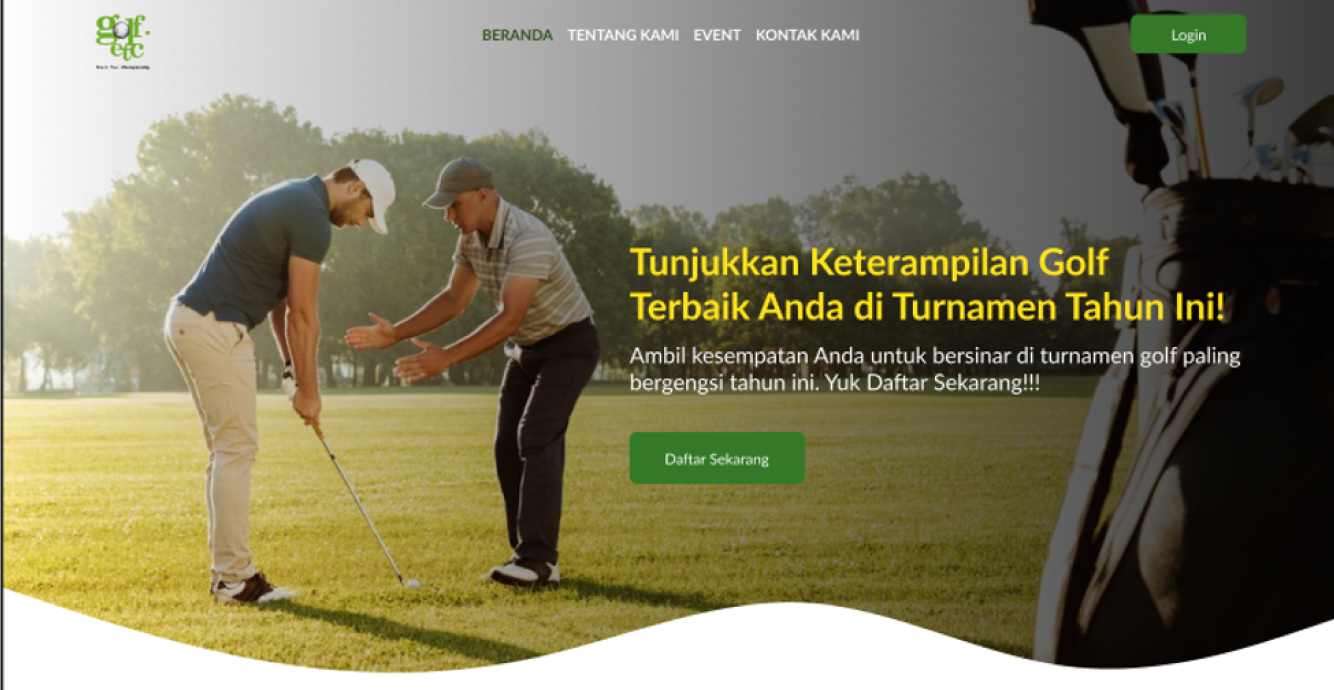 golf.
etc
BERANDA TENTANG KAMI EVENT KONTAK KAMI
Login
Tunjukkan Keterampilan Golf
Terbaik Anda di Turnamen Tahun Ini!
Ambil kesempatan Anda untuk bersinar di turnamen golf paling
bergengsi tahun ini. Yuk Daftar Sekarang!!!
Daftar Sekarang